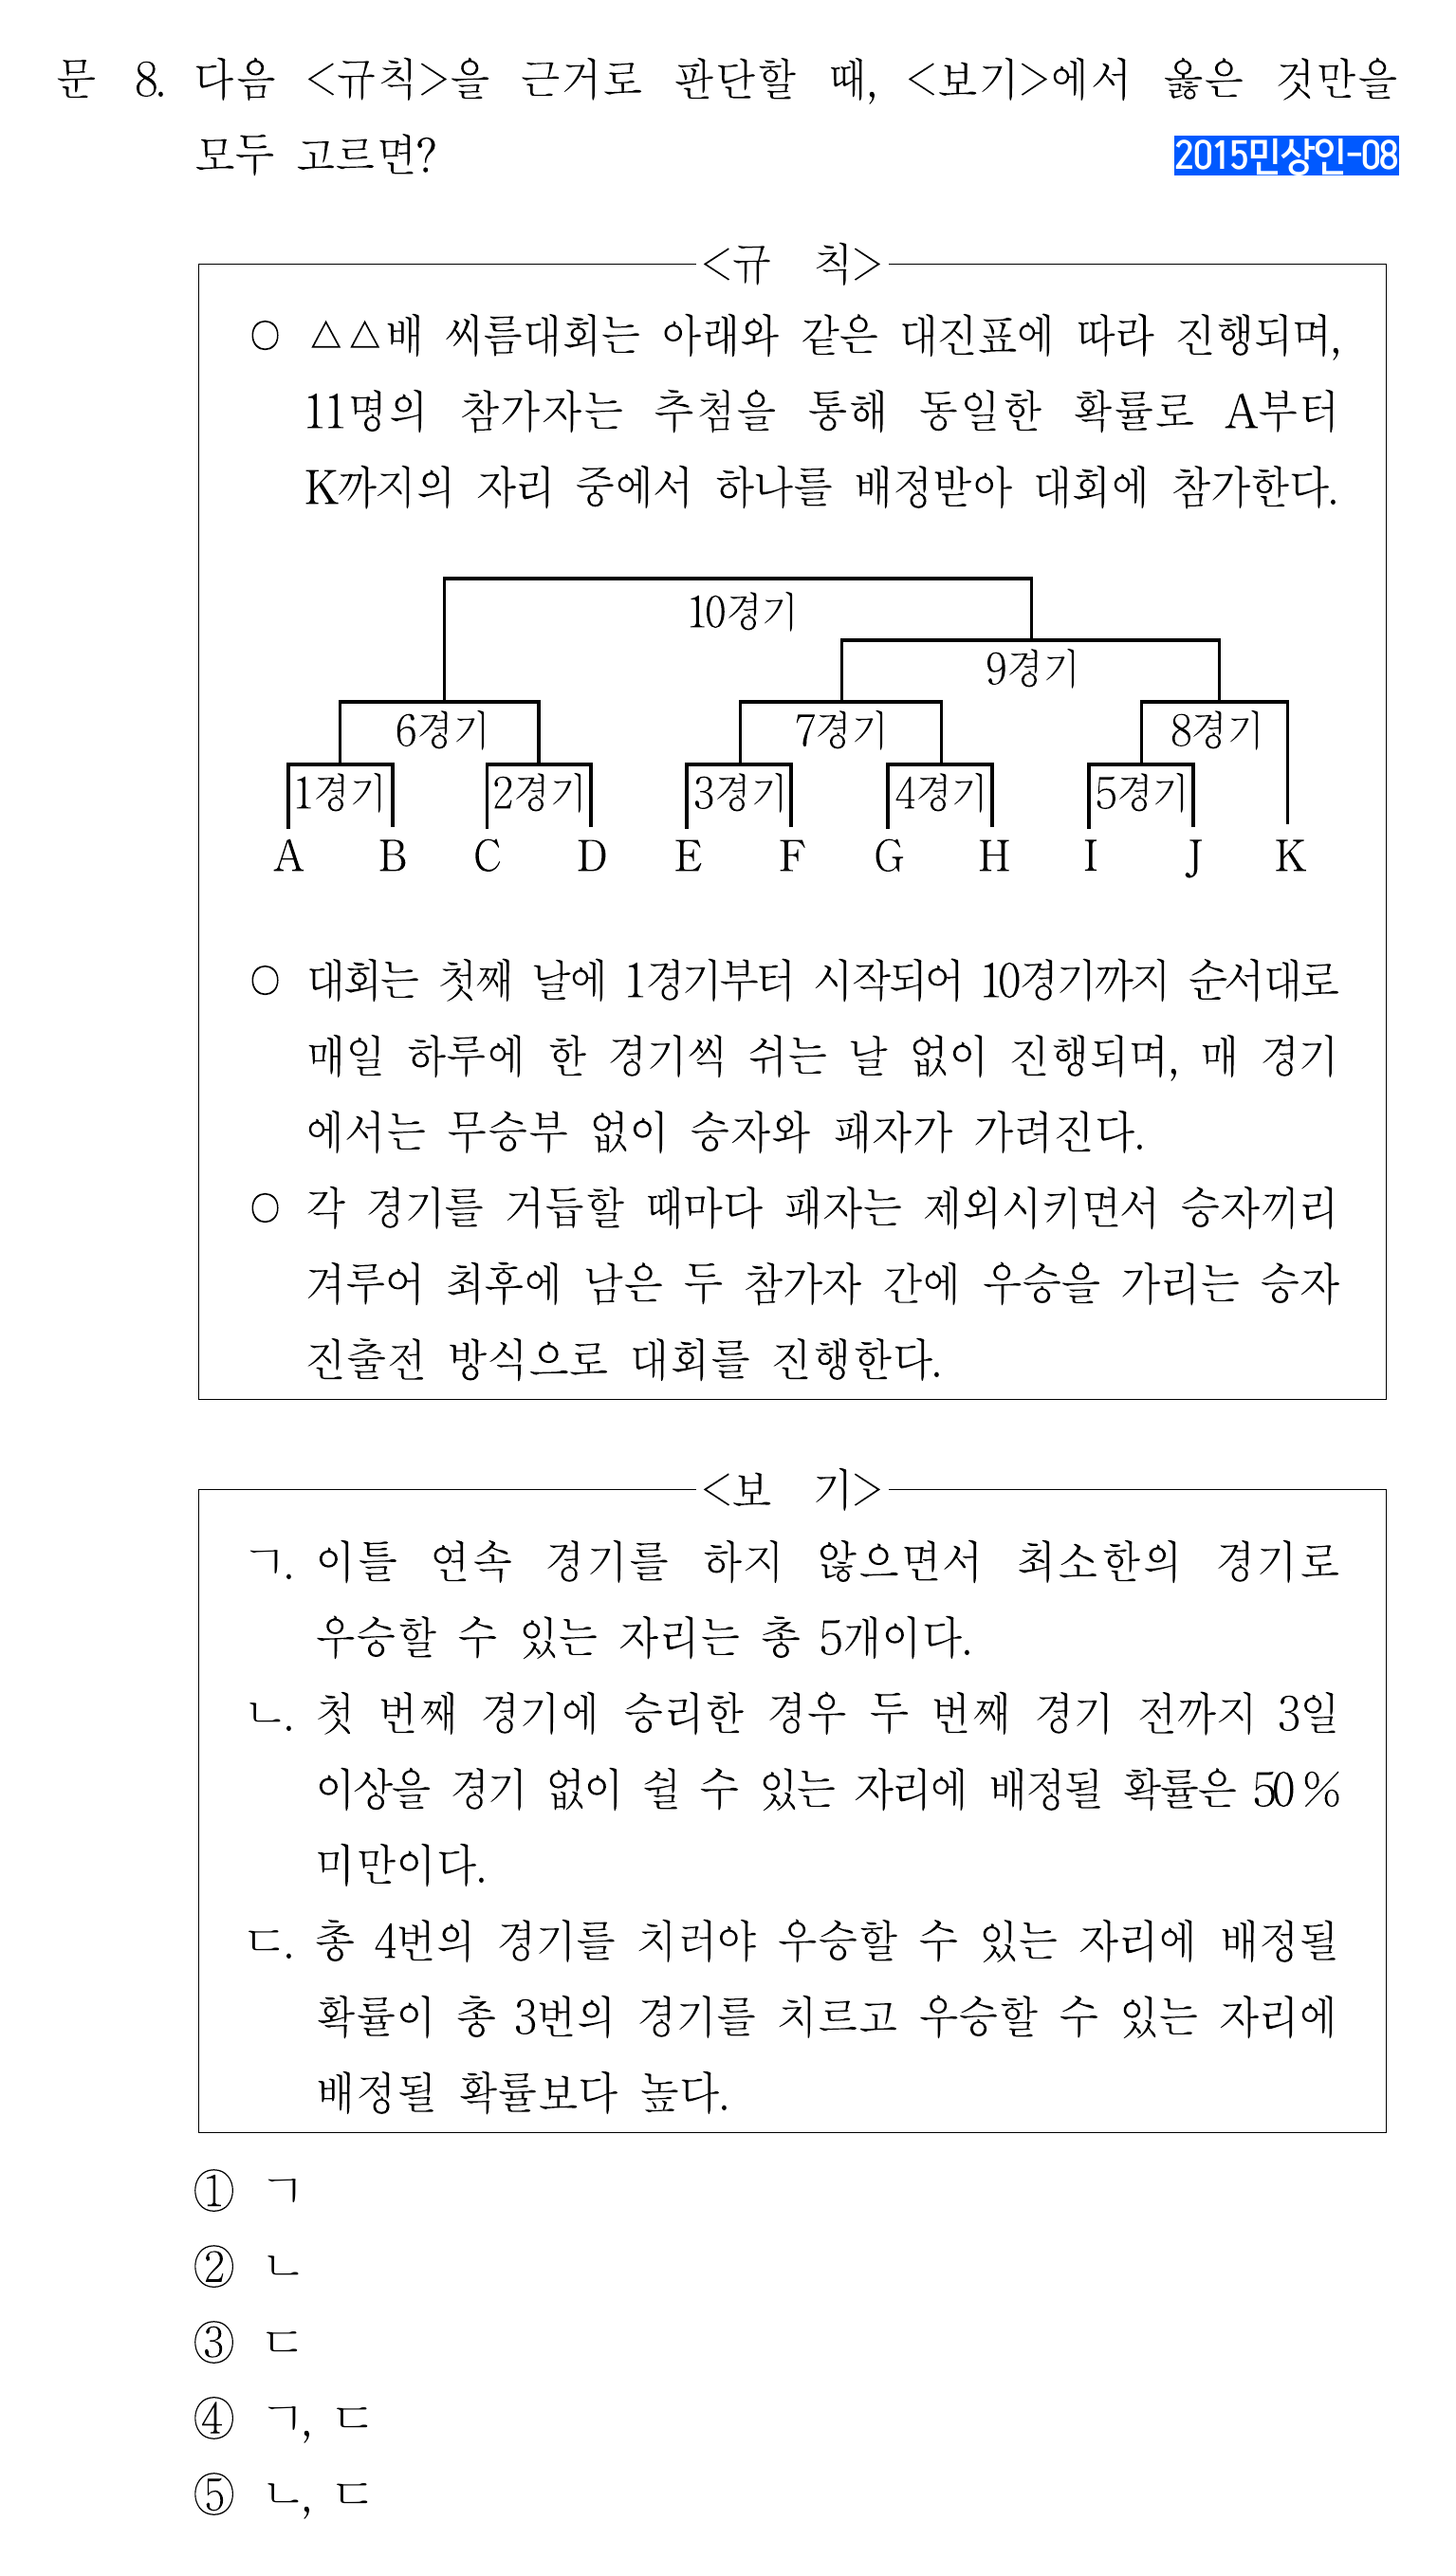 문 8. 다음 <규칙>을 근거로 판단할 때, <보기>에서 옳은 것만을
모두 고르면?
2015민상인-08
<규 칙>
○ △△배 씨름대회는 아래와 같은 대진표에 따라 진행되며,
11명의 참가자는 추첨을 통해 동일한 확률로 A부터
K까지의 자리 중에서 하나를 배정받아 대회에 참가한다.
10경기
9경기
6경기 7경기 8경기
1경기 2경기 3경기 4경기 5경기
A B C D E F G H I J K
○ 대회는 첫째 날에 1경기부터 시작되어 10경기까지 순서대로
매일 하루에 한 경기씩 쉬는 날 없이 진행되며, 매 경기
에서는 무승부 없이 승자와 패자가 가려진다.
○ 각 경기를 거듭할 때마다 패자는 제외시키면서 승자끼리
겨루어 최후에 남은 두 참가자 간에 우승을 가리는 승자
진출전 방식으로 대회를 진행한다.
<보 기>
ㄱ. 이틀 연속 경기를 하지 않으면서 최소한의 경기로
우승할 수 있는 자리는 총 5개이다.
ㄴ. 첫 번째 경기에 승리한 경우 두 번째 경기 전까지 3일
이상을 경기 없이 쉴 수 있는 자리에 배정될 확률은 50%
미만이다.
ㄷ. 총 4번의 경기를 치러야 우승할 수 있는 자리에 배정될
확률이 총 3번의 경기를 치르고 우승할 수 있는 자리에
배정될 확률보다 높다.
① ㄱ
② ㄴ
③ ㄷ
④ ㄱ, ㄷ
⑤ ㄴ, ㄷ